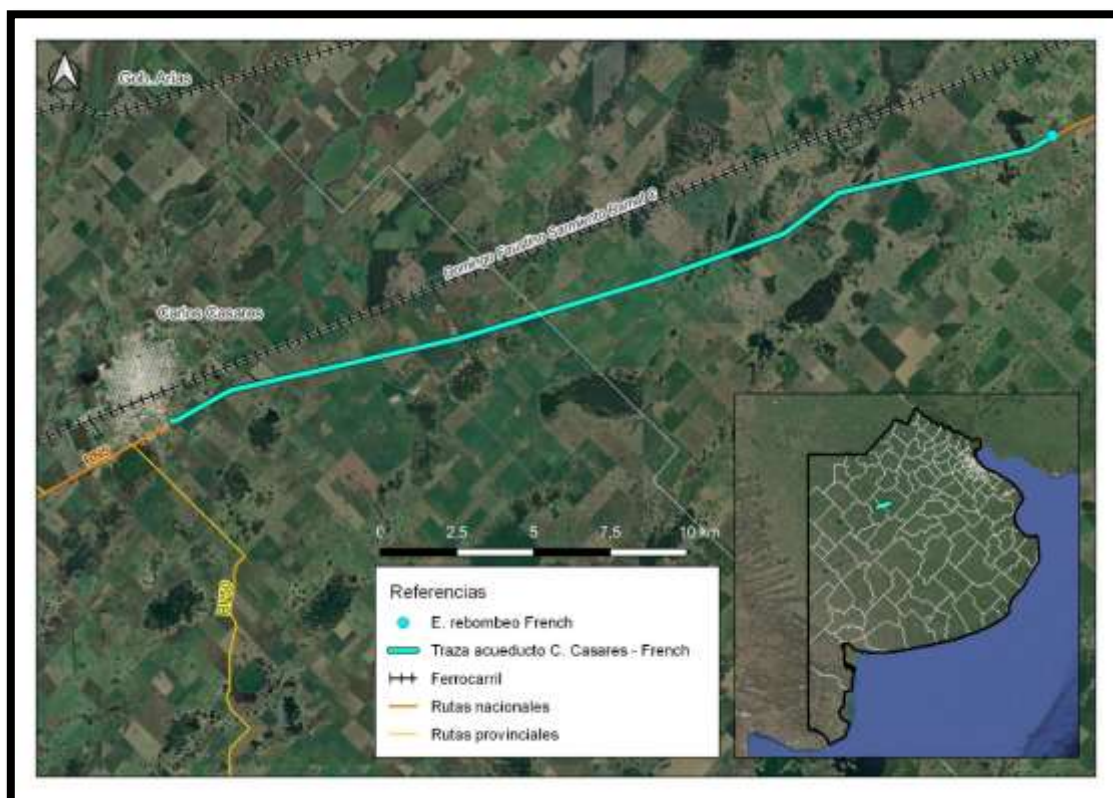 Gob. Arias
Domingo Faustino Sarmiento Ramal G
Carlos Casares
0 2,5 5 7,5 10 km
Referencias
E. rebombeo French
Traza acueducto C. Casares - French
Ferrocarril
Rutas nacionales
Rutas provinciales